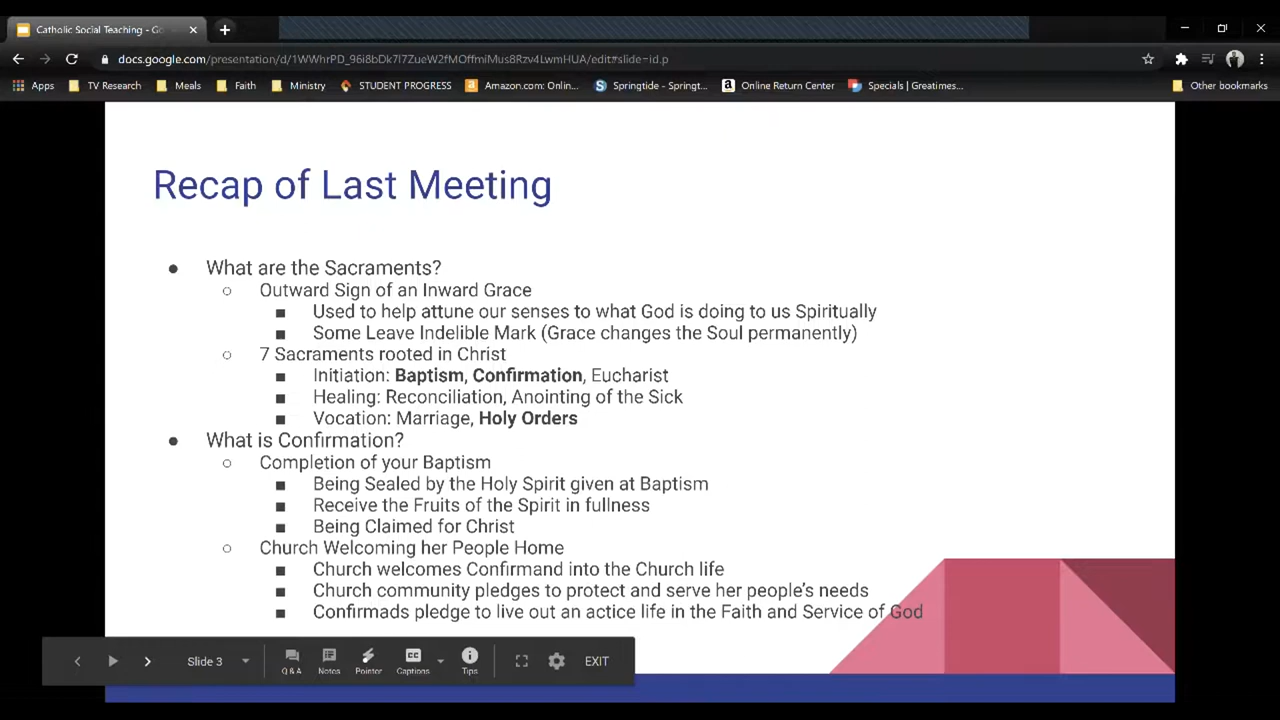 Catholic Social Teaching - Go
docs.google.com/presentation/d/1WWhrPD_96i8bDk7l7ZueW2fMOffmiMus8Rzv4LwmHUA/edit#slide=id.p
Apps TV Research Meals Faith Ministry STUDENT PROGRESS Amazon.com: Onlin... Springtide - Springt... Online Return Center Specials | Greatimes... Other bookmarks
Recap of Last Meeting
● What are the Sacraments?
○ Outward Sign of an Inward Grace
■ Used to help attune our senses to what God is doing to us Spiritually
■ Some Leave Indelible Mark (Grace changes the Soul permanently)
○ 7 Sacraments rooted in Christ
■ Initiation: Baptism, Confirmation, Eucharist
■ Healing: Reconciliation, Anointing of the Sick
■ Vocation: Marriage, Holy Orders
● What is Confirmation?
○ Completion of your Baptism
■ Being Sealed by the Holy Spirit given at Baptism
■ Receive the Fruits of the Spirit in fullness
■ Being Claimed for Christ
○ Church Welcoming her People Home
■ Church welcomes Confirmand into the Church life
■ Church community pledges to protect and serve her people's needs
■ Confirmads pledge to live out an actice life in the Faith and Service of God
Slide 3 Q & A Notes Pointer Captions Tips EXIT